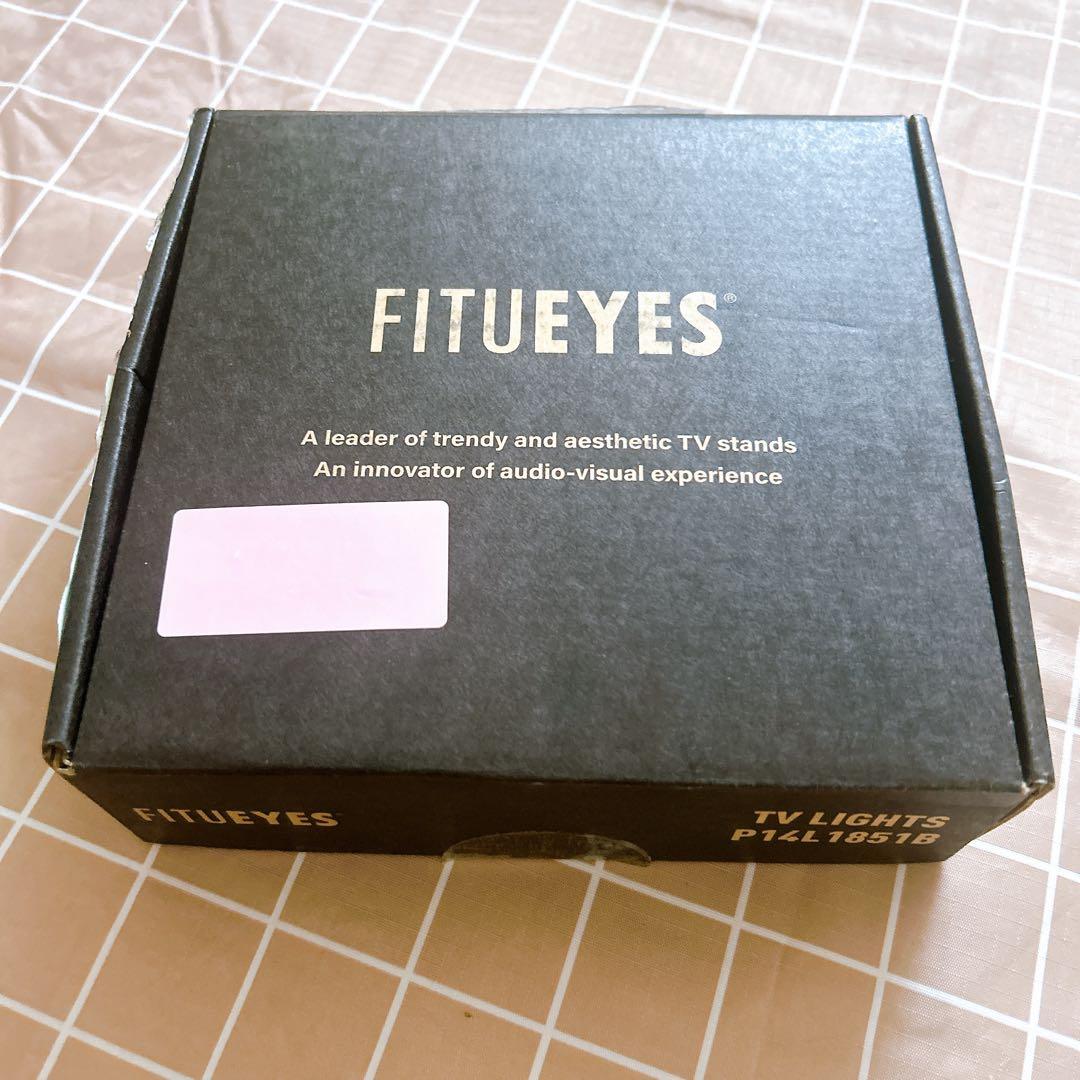 FITUEYES®
A leader of trendy and aesthetic TV stands
An innovator of audio-visual experience
FITUEYES
TV LIGHTS
P14L1851B